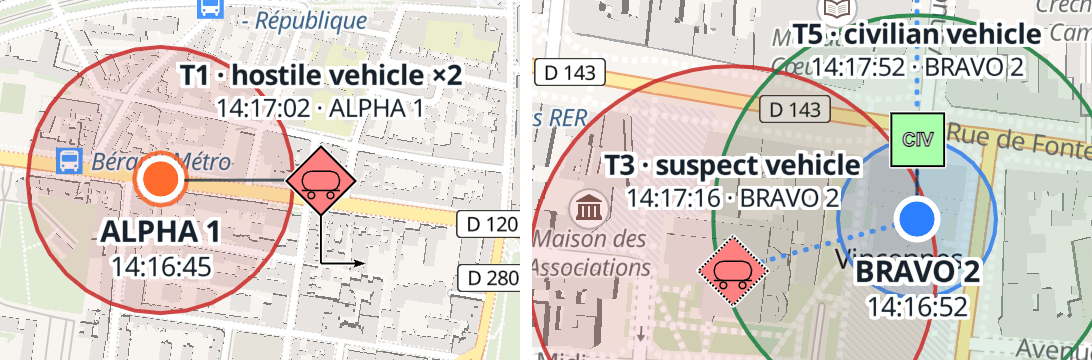 - République
T1 · hostile vehicle ×2
14:17:02 · ALPHA 1
Métro
ALPHA 1
14:16:45
D 120
D 280
T5 · civilian vehicle
14:17:52 · BRAVO 2
D 143
D 143
s RER
CIV
Rue de Fonte
T3 · suspect vehicle
14:17:16 · BRAVO 2
Maison des
Associations
BRAVO 2
14:16:52
Midi
Aven